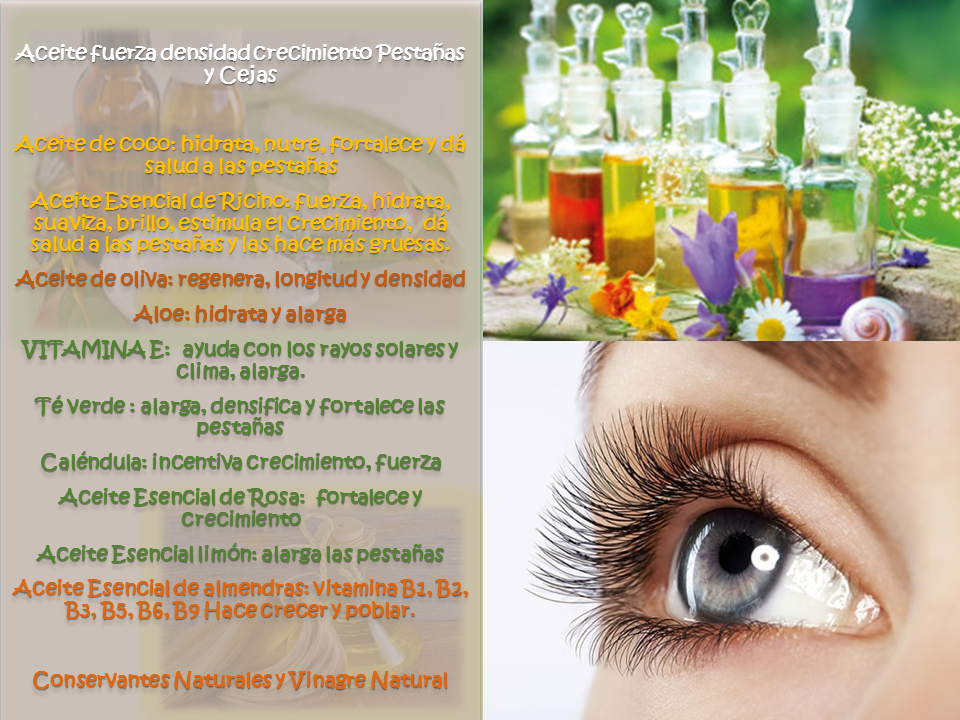 Aceite fuerza densidad crecimiento Pestañas
y Cejas
Aceite de coco: hidrata, nutre, fortalece y dá
salud a las pestañas
Aceite Esencial de Ricino: fuerza, hidrata,
suaviza, brillo, estimula el crecimiento, dá
salud a las pestañas y las hace más gruesas.
Aceite de oliva: regenera, longitud y densidad
Aloe: hidrata y alarga
VITAMINA E: ayuda con los rayos solares y
clima, alarga.
Té verde : alarga, densifica y fortalece las
pestañas
Caléndula: incentiva crecimiento, fuerza
Aceite Esencial de Rosa: fortalece y
crecimiento
Aceite Esencial limón: alarga las pestañas
Aceite Esencial de almendras: vitamina B1, B2,
B3, B5, B6, B9 Hace crecer y poblar.
Conservantes Naturales y Vinagre Natural